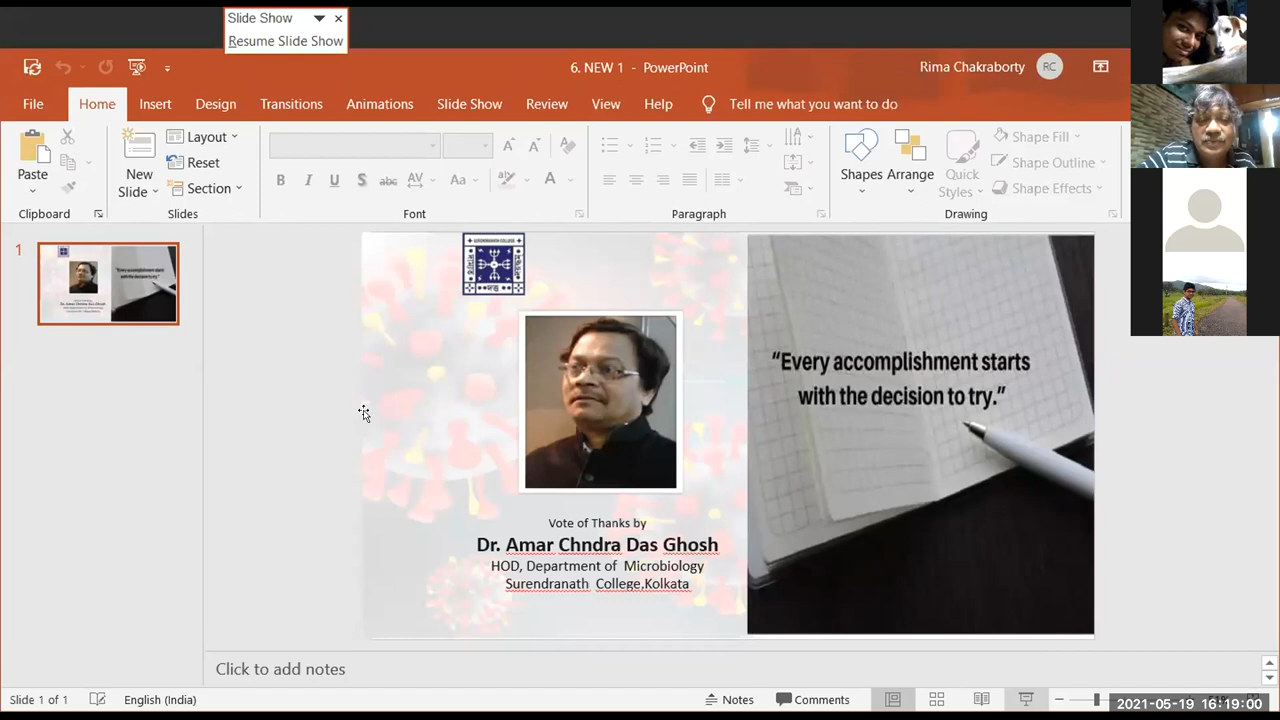 Slide Show
Resume Slide Show
6. NEW 1 - PowerPoint
Rima Chakraborty
RC
File
Home
Insert
Design
Transitions
Animations
Slide Show
Review
View
Help
Tell me what you want to do
Paste
New
Slide
Layout
Reset
Section
B
I
U
S
abc
AV
Aa
A
Shapes
Arrange
Quick
Styles
Shape Fill
Shape Outline
Shape Effects
Clipboard
Slides
Font
Paragraph
Drawing
1
"Every accomplishment starts
with the decision to try."
Vote of Thanks by
Dr. Amar Chndra Das Ghosh
HOD, Department of Microbiology
Surendranath College,Kolkata
Click to add notes
Slide 1 of 1
English (India)
Notes
Comments
2021-05-19 16:19:00